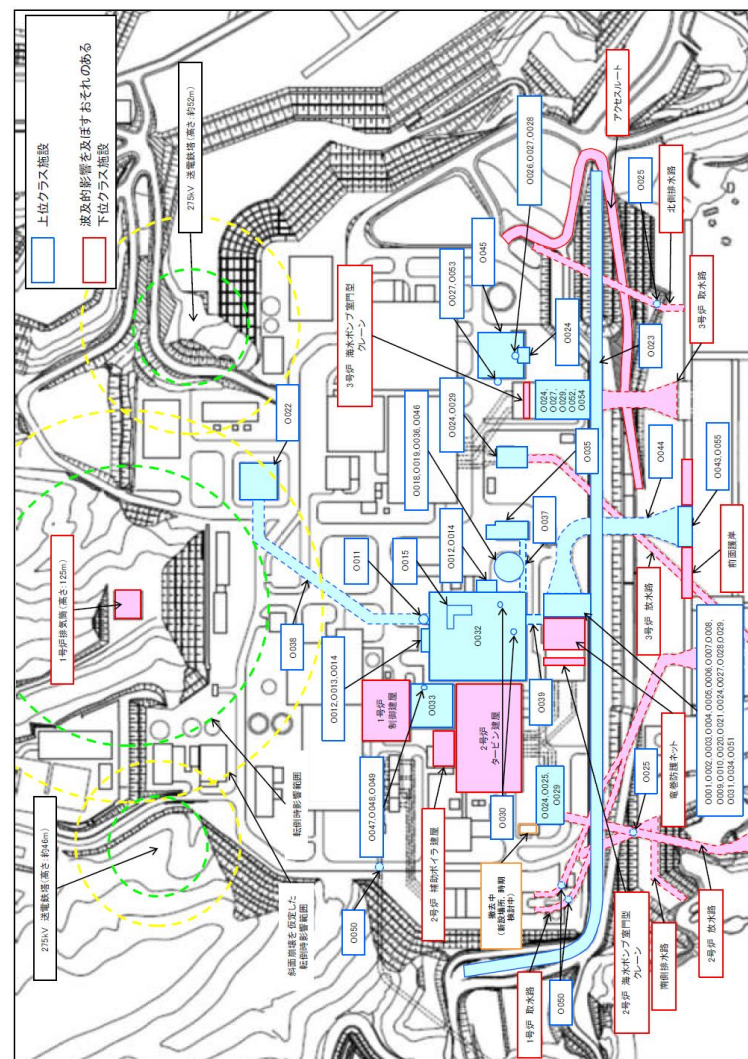 上位クラス施設
波及的影響を及ぼすおそれのある
下位クラス施設
275kV 送電鉄塔(高さ:約52m)
アクセスルート
O026,O027,O028
O025
北側排水路
O045
O027,O053
3号炉 海水ポンプ室門型
クレーン
O024
3号炉 取水路
O023
O024,
O027,
O029,
O052,
O054
O022
O024,O029
O018,O019,O036,O046
O035
O044
O043,O055
1号炉排気筒(高さ:125m)
O011
O015
O012,O014
O037
前面護岸
3号炉 放水路
O038
O012,O013,O014
O032
O033
1号炉
制御建屋
2号炉
タービン建屋
O039
O001,O002,O003,O004,O005,O006,O007,O008,
O009,O010,O020,O021,O024,O027,O028,O029,
O031,O034,O051
竜巻防護ネット
転倒時影響範囲
O047,O048,O049
O030
O024,O025,
O029
O025
275kV 送電鉄塔(高さ:約46m)
斜面崩壊を仮定した
転倒時影響範囲
O050
2号炉 補助ボイラ建屋
撤去中
(新設場所、時期
検討中)
1号炉 取水路
O050
2号炉 海水ポンプ室門型
クレーン
南側排水路
2号炉 放水路